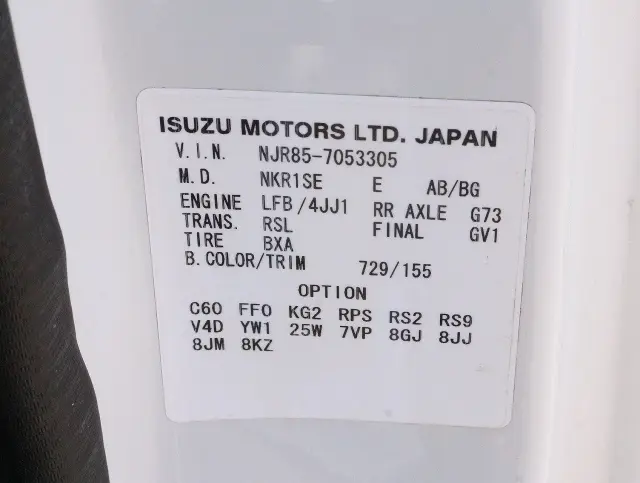 ISUZU MOTORS LTD. JAPAN
V.I.N. NJR85-7053305
M.D. NKR1SE E AB/BG
ENGINE LFB/4JJ1 RR AXLE G73
TRANS. RSL FINAL GV1
TIRE BXA
B.COLOR/TRIM 729/155
OPTION
C60 FF0 KG2 RPS RS2 RS9
V4D YW1 25W 7VP 8GJ 8JJ
8JM 8KZ